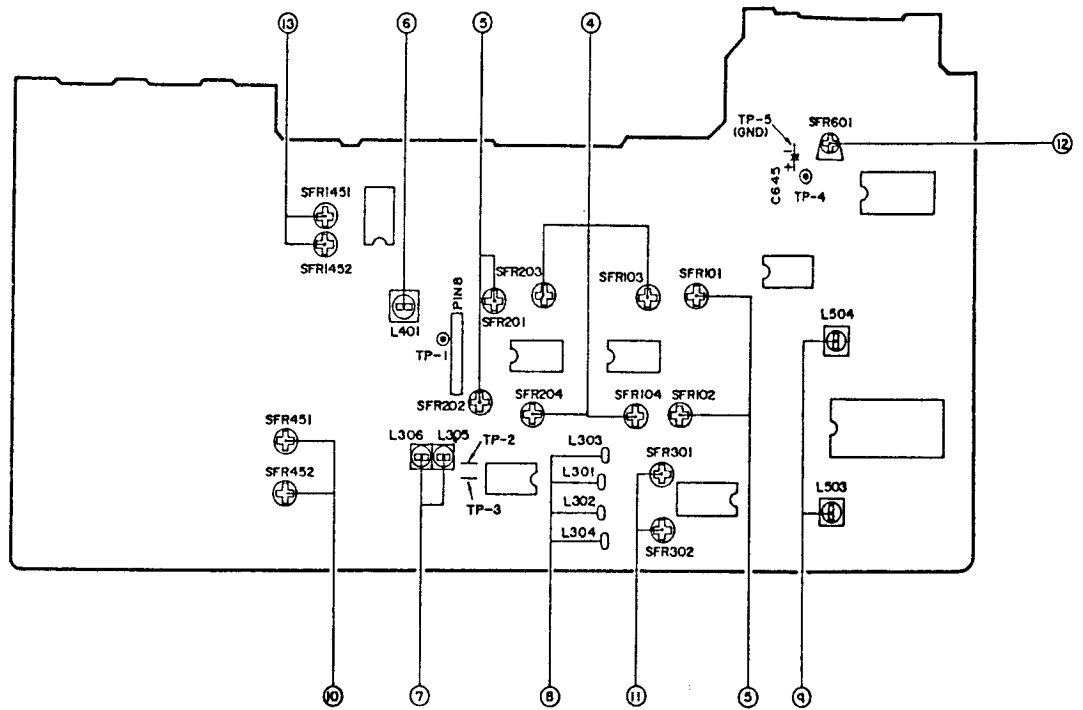 13
6
5
4
TP-5
(GND)
SFR601
12
C645
- +
TP-4
SFR1451
SFR1452
SFR203
SFR103
SFR101
PIN8
SFR201
L401
TP-1
L504
SFR202
SFR204
SFR104
SFR102
SFR451
L306
L305
TP-2
L303
SFR301
SFR452
L301
TP-3
L302
L503
L304
SFR302
10
7
8
11
5
9